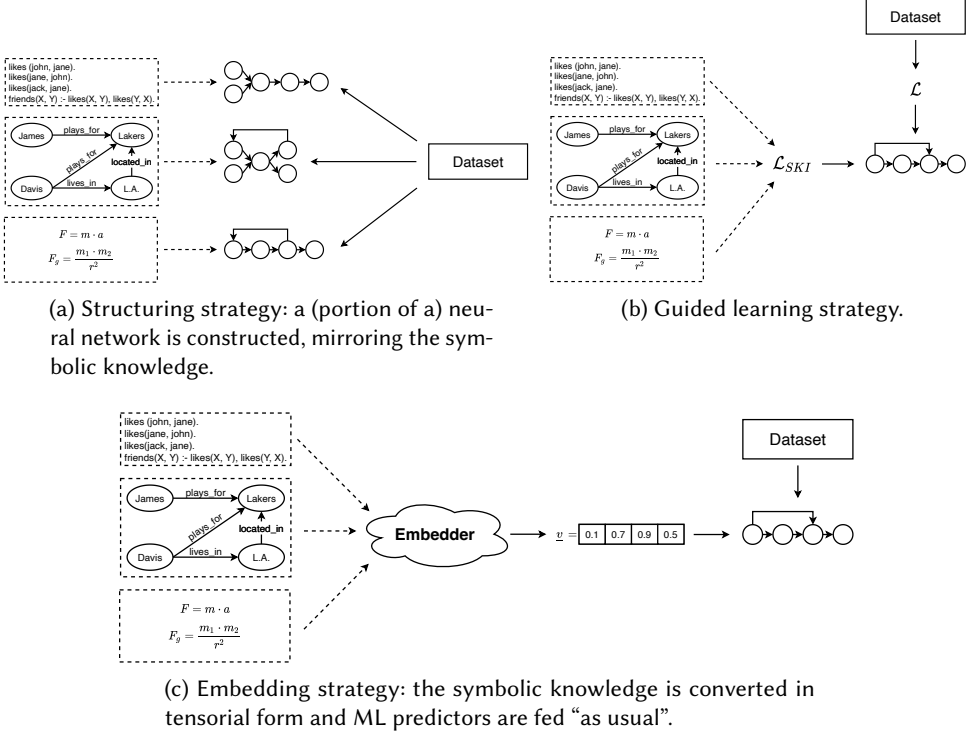 likes (john, jane).
likes(jane, john).
likes(jack, jane).
friends(X, Y) :- likes(X, Y), likes(Y, X).
James plays_for Lakers
plays_for
located_in
Davis lives_in L.A.
F = m · a
F_g = \frac{m_1 · m_2}{r^2}
Dataset
(a) Structuring strategy: a (portion of a) neu-
ral network is constructed, mirroring the sym-
bolic knowledge.
Dataset
ℒ
likes (john, jane).
likes(jane, john).
likes(jack, jane).
friends(X, Y) :- likes(X, Y), likes(Y, X).
James plays_for Lakers
plays_for
located_in
Davis lives_in L.A.
F = m · a
F_g = \frac{m_1 · m_2}{r^2}
ℒ_{SKI}
(b) Guided learning strategy.
likes (john, jane).
likes(jane, john).
likes(jack, jane).
friends(X, Y) :- likes(X, Y), likes(Y, X).
James plays_for Lakers
plays_for
located_in
Davis lives_in L.A.
F = m · a
F_g = \frac{m_1 · m_2}{r^2}
Embedder
v = 0.1 0.7 0.9 0.5
Dataset
(c) Embedding strategy: the symbolic knowledge is converted in
tensorial form and ML predictors are fed “as usual”.